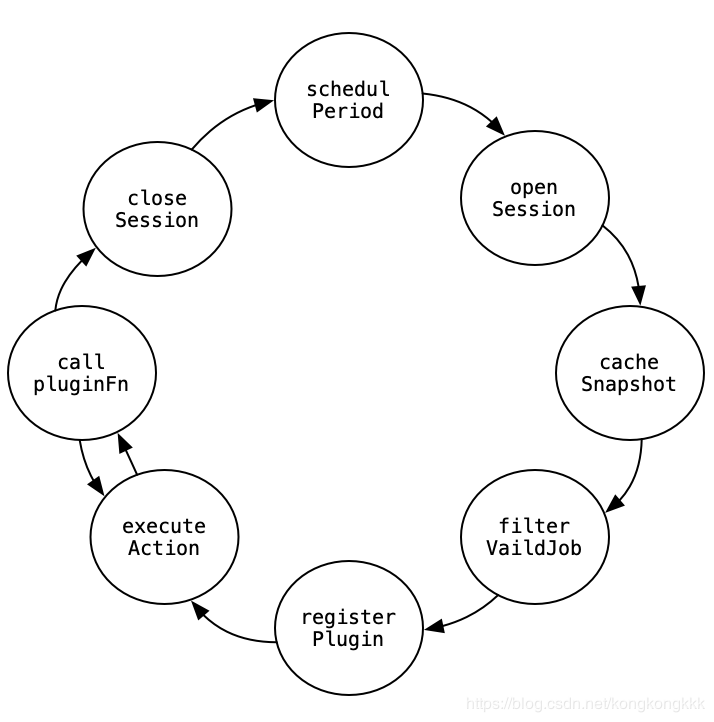 schedul
Period
open
Session
cache
Snapshot
filter
VaildJob
register
Plugin
execute
Action
call
pluginFn
close
Session
https://blog.csdn.net/kongkongkkk